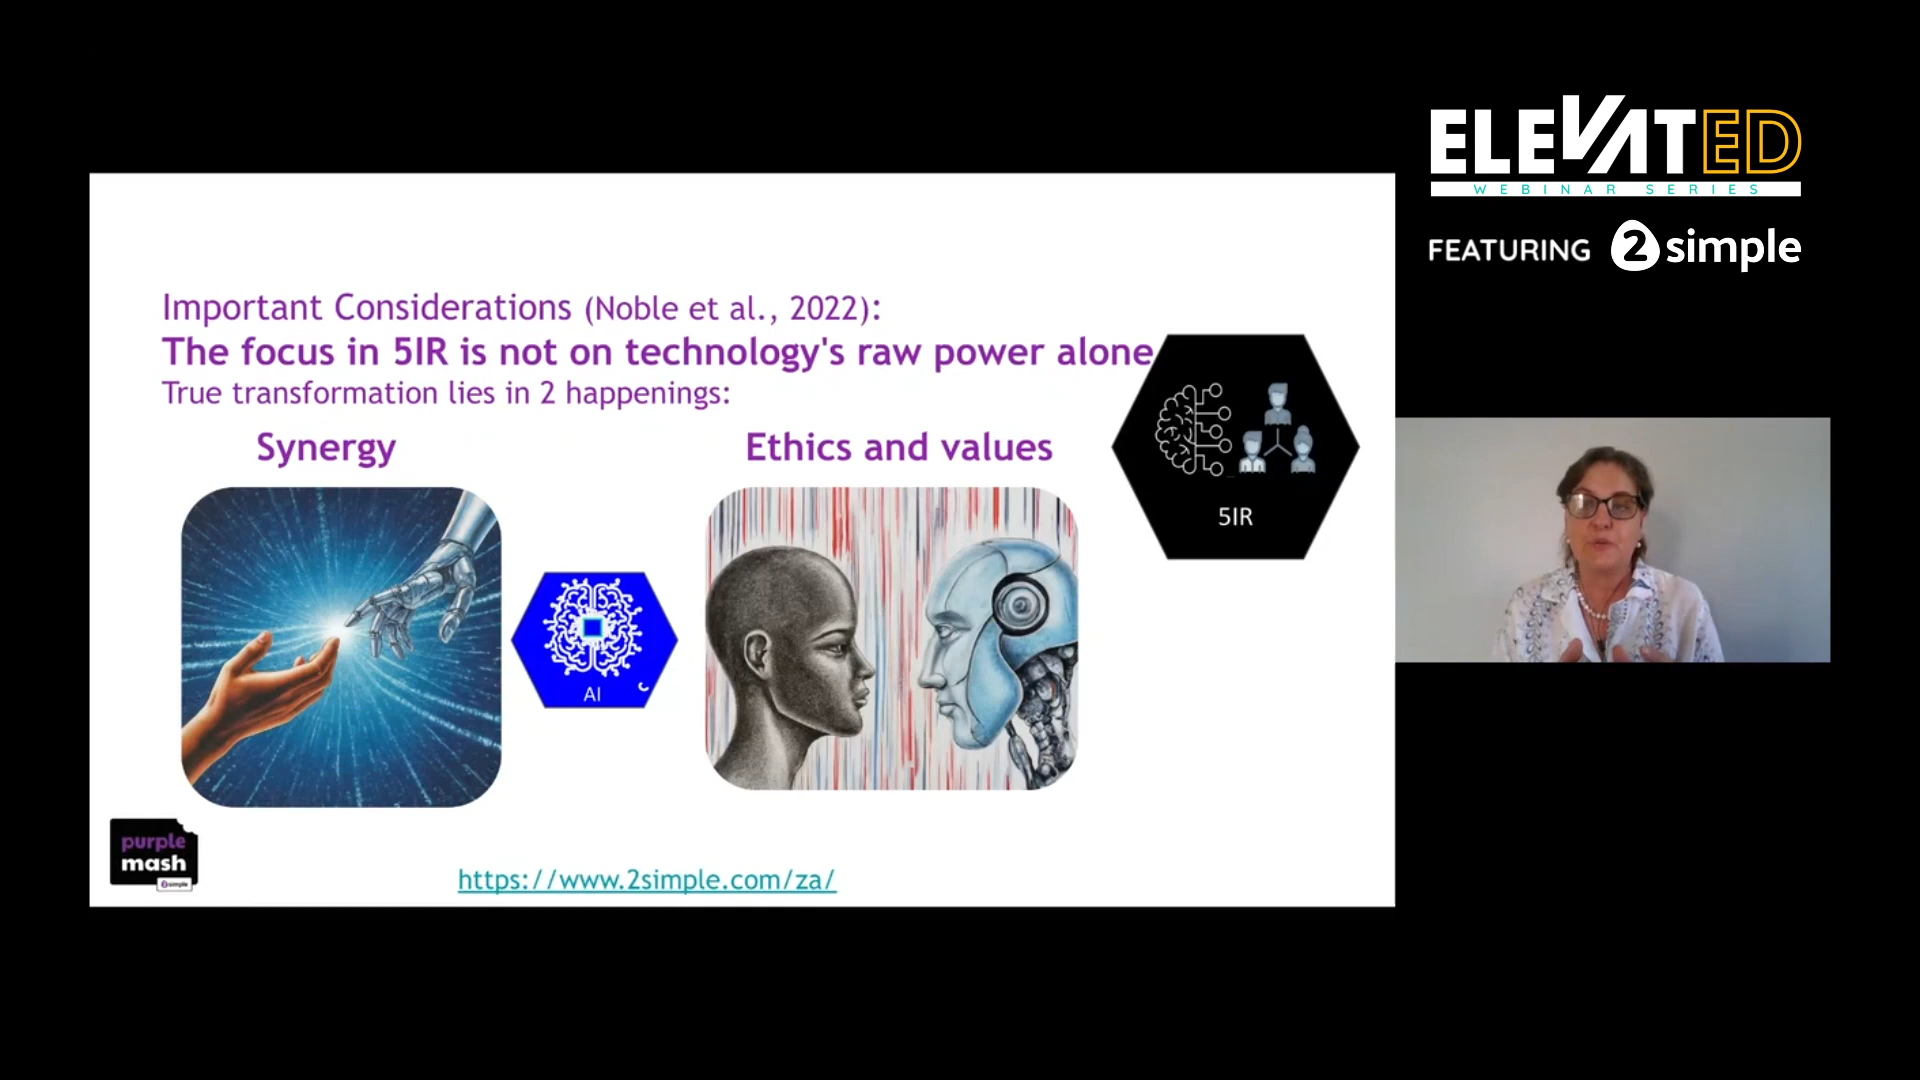 ELEVATED
WEBINAR SERIES
FEATURING 2simple
Important Considerations (Noble et al., 2022):
The focus in 5IR is not on technology's raw power alone
True transformation lies in 2 happenings:
Synergy
Ethics and values
5IR
AI
purple
mash
2simple
https://www.2simple.com/za/